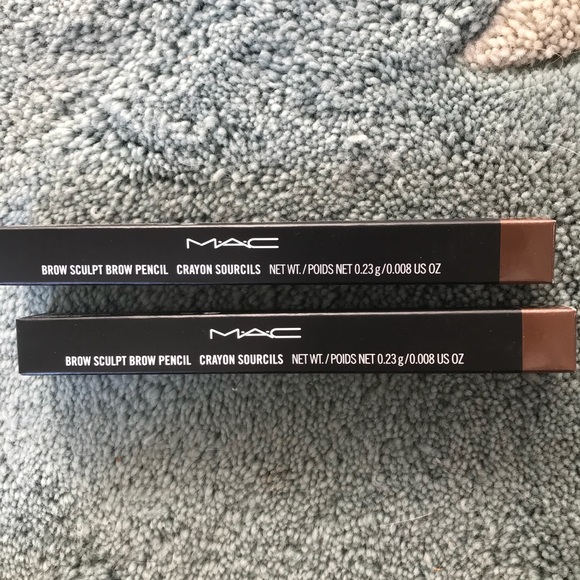 M·A·C
BROW SCULPT BROW PENCIL CRAYON SOURCILS NET WT. / POIDS NET 0.23 g/0.008 US OZ
M·A·C
BROW SCULPT BROW PENCIL CRAYON SOURCILS NET WT. / POIDS NET 0.23 g/0.008 US OZ